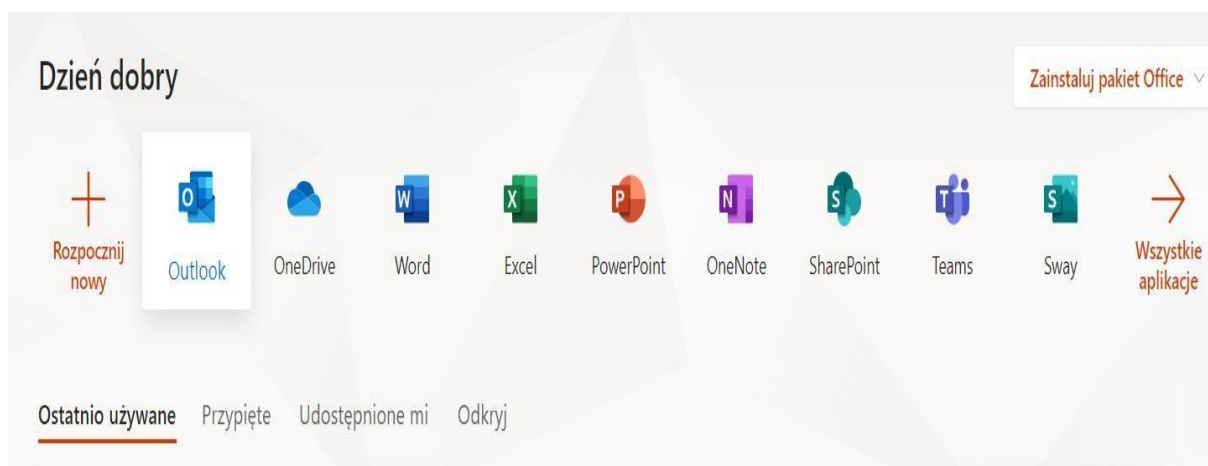 Dzień dobry
Zainstaluj pakiet Office
Rozpocznij
nowy
Outlook
OneDrive
Word
Excel
PowerPoint
OneNote
SharePoint
Teams
Sway
Wszystkie
aplikacje
Ostatnio używane
Przypięte
Udostępnione mi
Odkryj